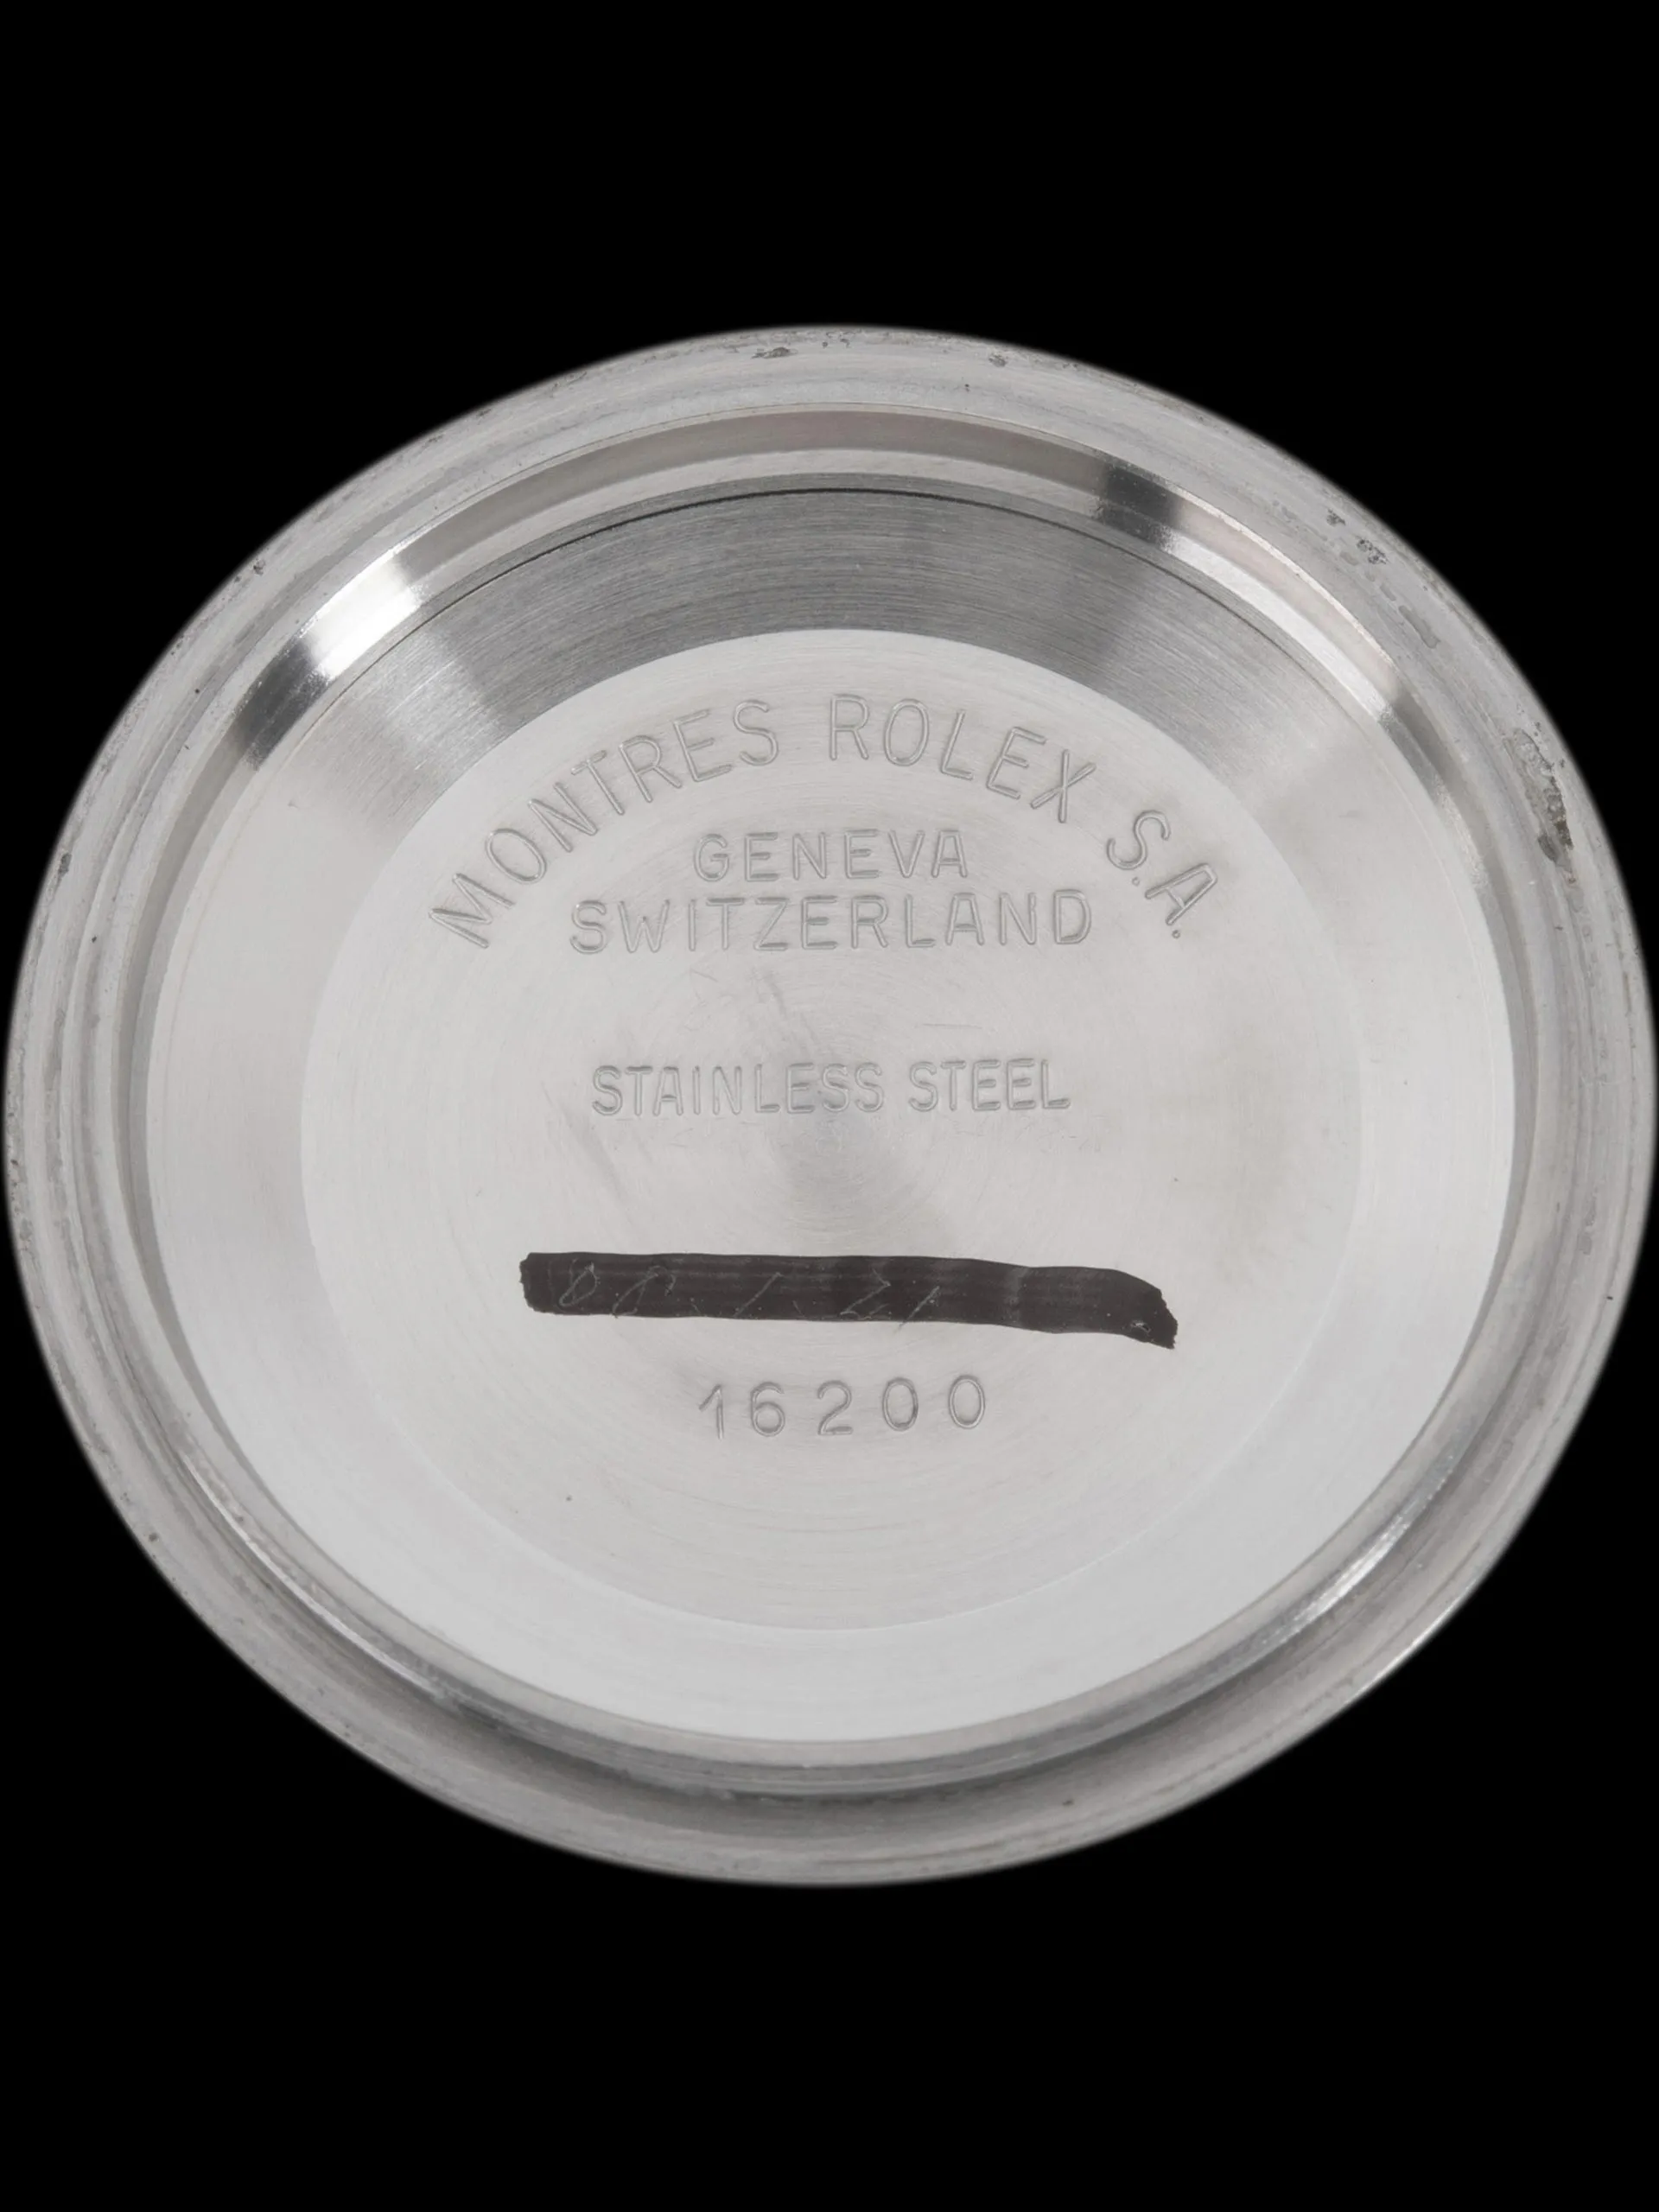 MONTRES ROLEX S.A.
GENEVA
SWITZERLAND
STAINLESS STEEL
16200